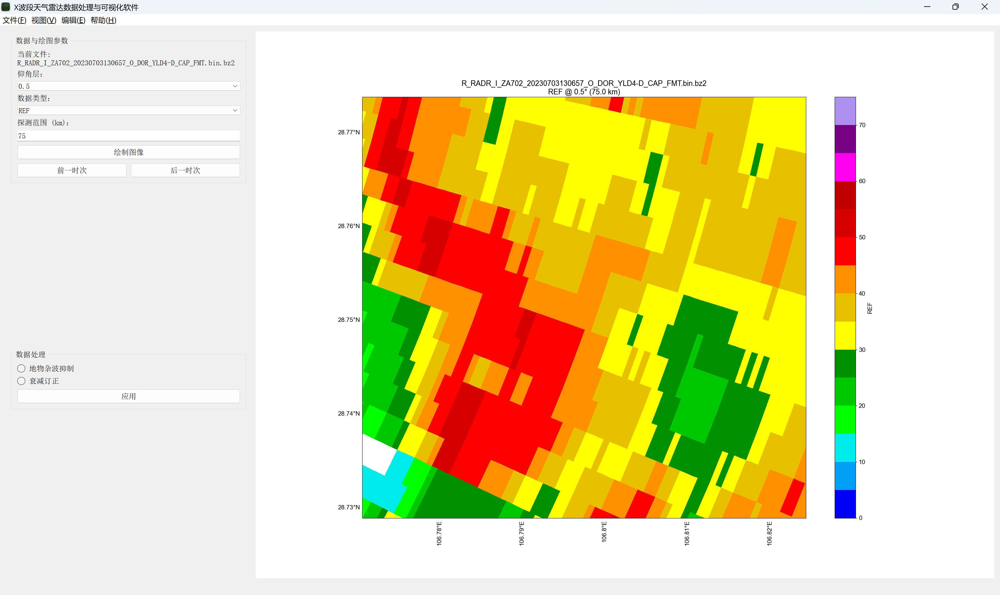 X波段天气雷达数据处理与可视化软件
文件(F) 视图(V) 编辑(E) 帮助(H)
数据与绘图参数
当前文件:
R_RADR_I_ZA702_20230703130657_O_DOR_YLD4-D_CAP_FMT.bin.bz2
仰角层:
0.5
数据类型:
REF
探测范围 (km):
75
绘制图像
前一时次 后一时次
数据处理
地物杂波抑制
衰减订正
应用
R_RADR_I_ZA702_20230703130657_O_DOR_YLD4-D_CAP_FMT.bin.bz2
REF @ 0.5° (75.0 km)
28.77°N
28.76°N
28.75°N
28.74°N
28.73°N
106.78°E
106.79°E
106.8°E
106.81°E
106.82°E
70
60
50
40
30
20
10
0
REF